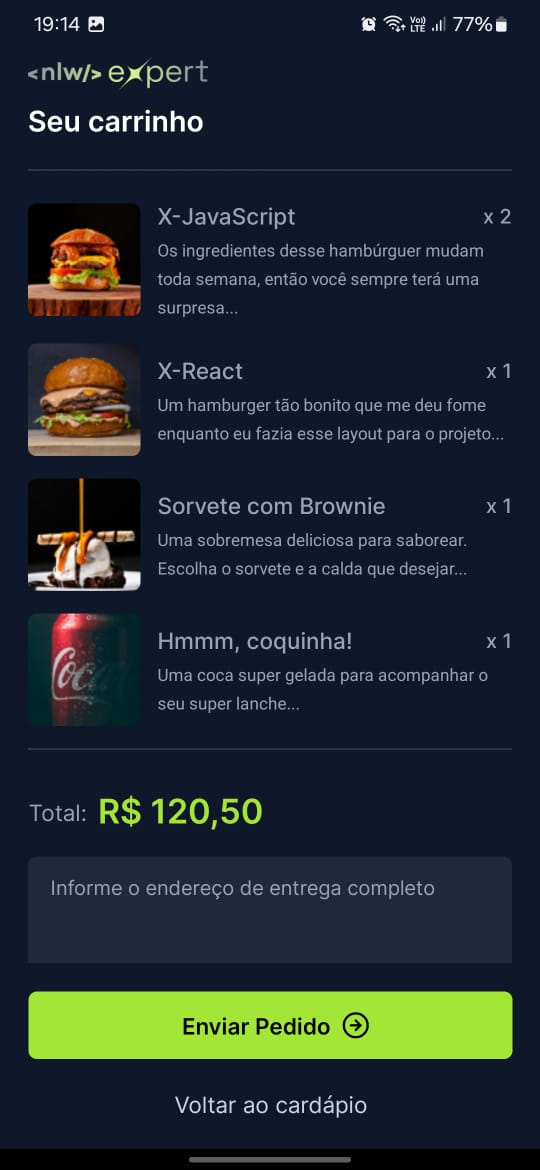 19:14
Vo)) LTE 77%
<nlw/> expert
Seu carrinho
X-JavaScript x 2
Os ingredientes desse hambúrguer mudam
toda semana, então você sempre terá uma
surpresa...
X-React x 1
Um hamburger tão bonito que me deu fome
enquanto eu fazia esse layout para o projeto...
Sorvete com Brownie x 1
Uma sobremesa deliciosa para saborear.
Escolha o sorvete e a calda que desejar...
Hmmm, coquinha! x 1
Uma coca super gelada para acompanhar o
seu super lanche...
Total: R$ 120,50
Informe o endereço de entrega completo
Enviar Pedido
Voltar ao cardápio